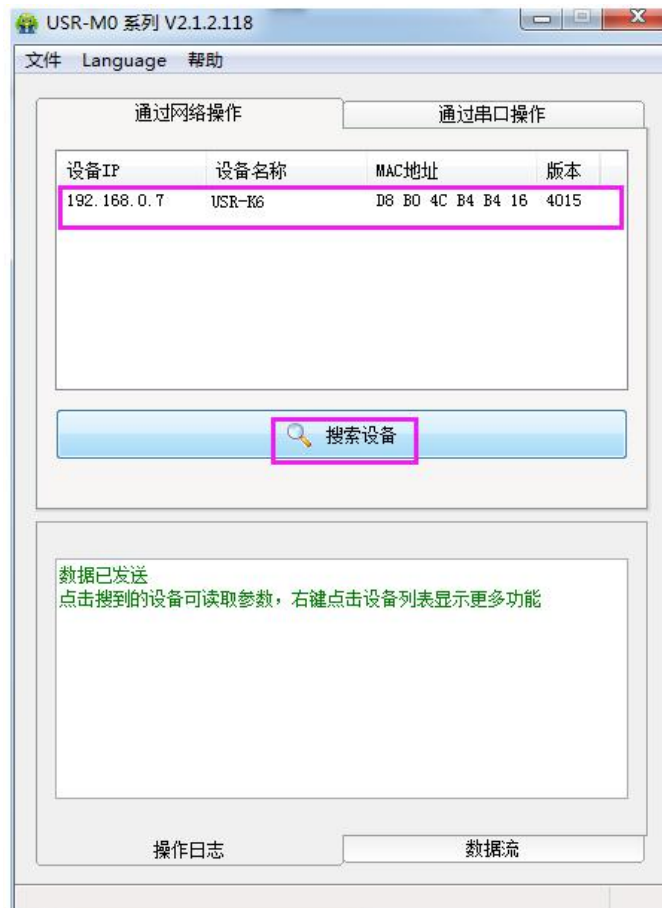 USR-M0 系列 V2.1.2.118
文件 Language 帮助
通过网络操作 通过串口操作
设备IP 设备名称 MAC地址 版本
192.168.0.7 USR-K6 D8 B0 4C B4 B4 16 4015
搜索设备
数据已发送
点击搜到的设备可读取参数，右键点击设备列表显示更多功能
操作日志 数据流